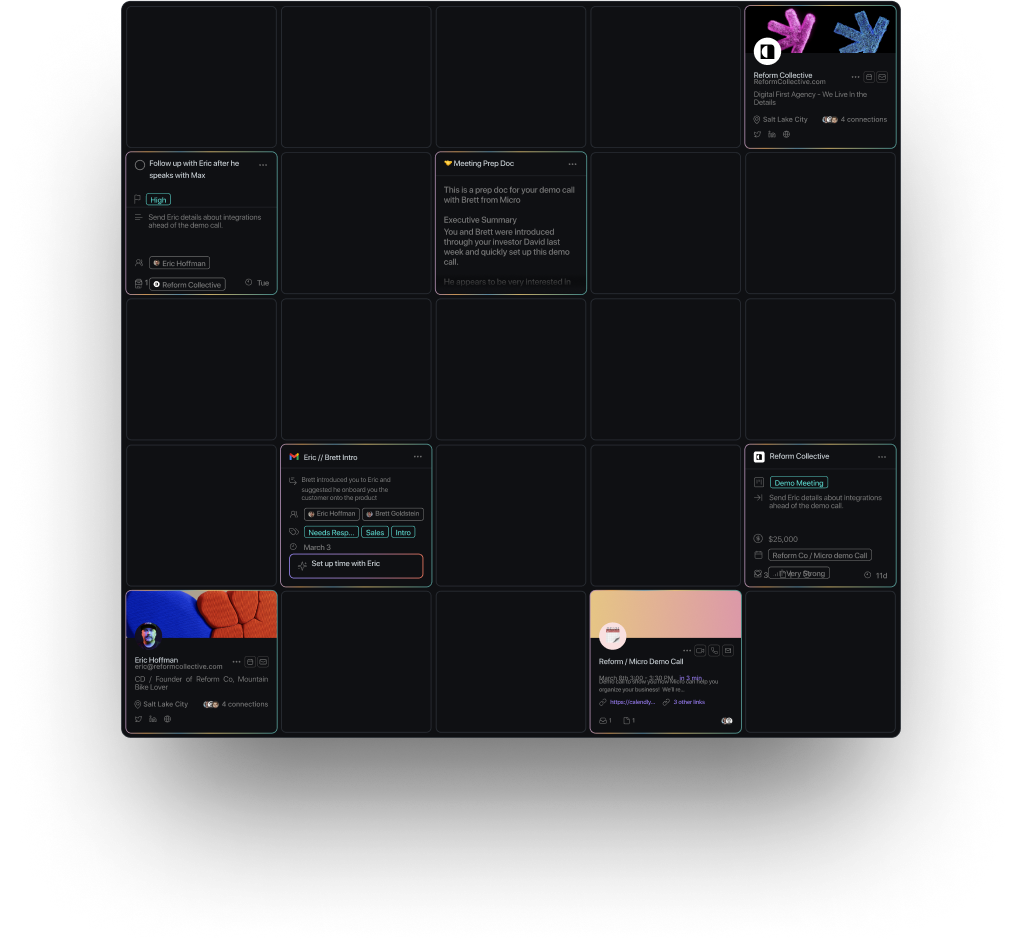 Reform Collective
ReformCollective.com
Digital First Agency - We Live In the
Details
Salt Lake City
4 connections
Follow up with Eric after he
speaks with Max
High
Send Eric details about integrations
ahead of the demo call.
Eric Hoffman
1
Reform Collective
Tue
Meeting Prep Doc
This is a prep doc for your demo call
with Brett from Micro
Executive Summary
You and Brett were introduced
through your investor David last
week and quickly set up this demo
call.
He appears to be very interested in
Eric // Brett Intro
Brett introduced you to Eric and
suggested he onboard you the
customer onto the product
Eric Hoffman
Brett Goldstein
Needs Resp...
Sales
Intro
March 3
Set up time with Eric
Reform Collective
Demo Meeting
Send Eric details about integrations
ahead of the demo call.
$25,000
Reform Co / Micro demo Call
3
Very Strong
11d
Eric Hoffman
eric@reformcollective.com
CD / Founder of Reform Co, Mountain
Bike Lover
Salt Lake City
4 connections
Reform / Micro Demo Call
March 8th 3:00 - 3:30 PM, in 3 min
Demo call to show you how Micro can help you
organize your business! We'll re...
https://calendly...
3 other links
1
1